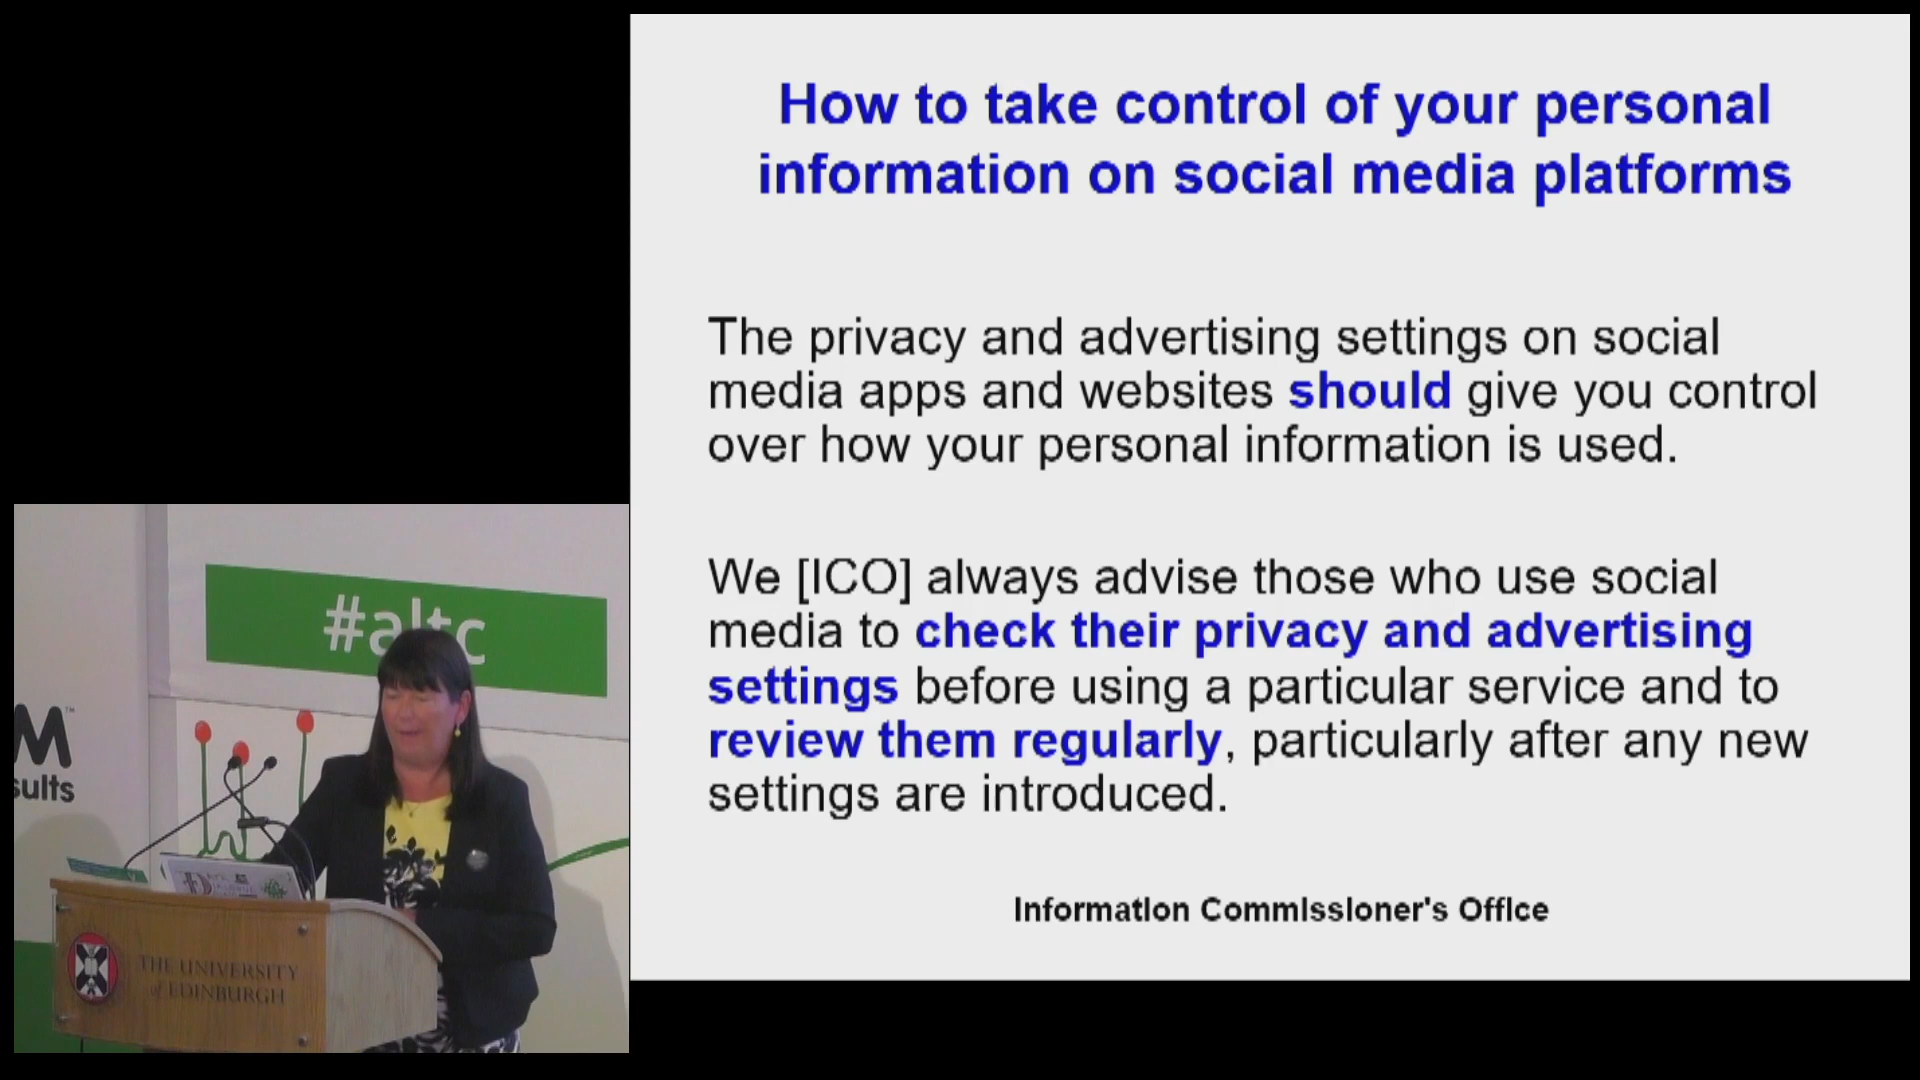 How to take control of your personal
information on social media platforms
The privacy and advertising settings on social
media apps and websites should give you control
over how your personal information is used.
We [ICO] always advise those who use social
media to check their privacy and advertising
settings before using a particular service and to
review them regularly, particularly after any new
settings are introduced.
Information Commissioner's Office
#altc
M™
sults
THE UNIVERSITY
of EDINBURGH